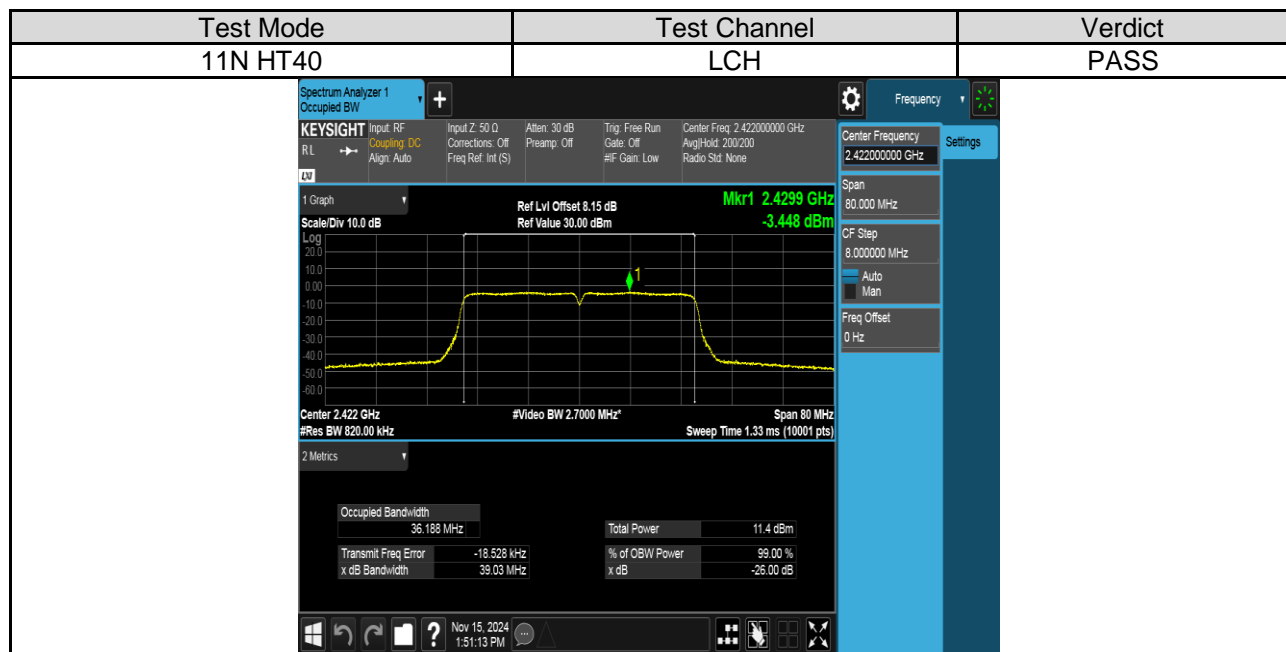 Test Mode Test Channel Verdict
11N HT40 LCH PASS
Spectrum Analyzer 1
Occupied BW
+
Frequency
KEYSIGHT Input: RF Input Z: 50 Ω Atten: 30 dB Trig: Free Run Center Freq: 2.422000000 GHz
RL Coupling: DC Corrections: Off Preamp: Off Gate: Off Avg|Hold: 200/200
Align: Auto Freq Ref: Int (S) #IF Gain: Low Radio Std: None
LXI
Center Frequency
2.422000000 GHz
Settings
Span
80.000 MHz
CF Step
8.000000 MHz
Auto
Man
Freq Offset
0 Hz
1 Graph
Ref Lvl Offset 8.15 dB Mkr1 2.4299 GHz
Scale/Div 10.0 dB Ref Value 30.00 dBm -3.448 dBm
Log
20.0
10.0
0.00
-10.0
-20.0
-30.0
-40.0
-50.0
-60.0
1
Center 2.422 GHz #Video BW 2.7000 MHz* Span 80 MHz
#Res BW 820.00 kHz Sweep Time 1.33 ms (10001 pts)
2 Metrics
Occupied Bandwidth
36.188 MHz Total Power 11.4 dBm
Transmit Freq Error -18.528 kHz % of OBW Power 99.00 %
x dB Bandwidth 39.03 MHz x dB -26.00 dB
? Nov 15, 2024
1:51:13 PM